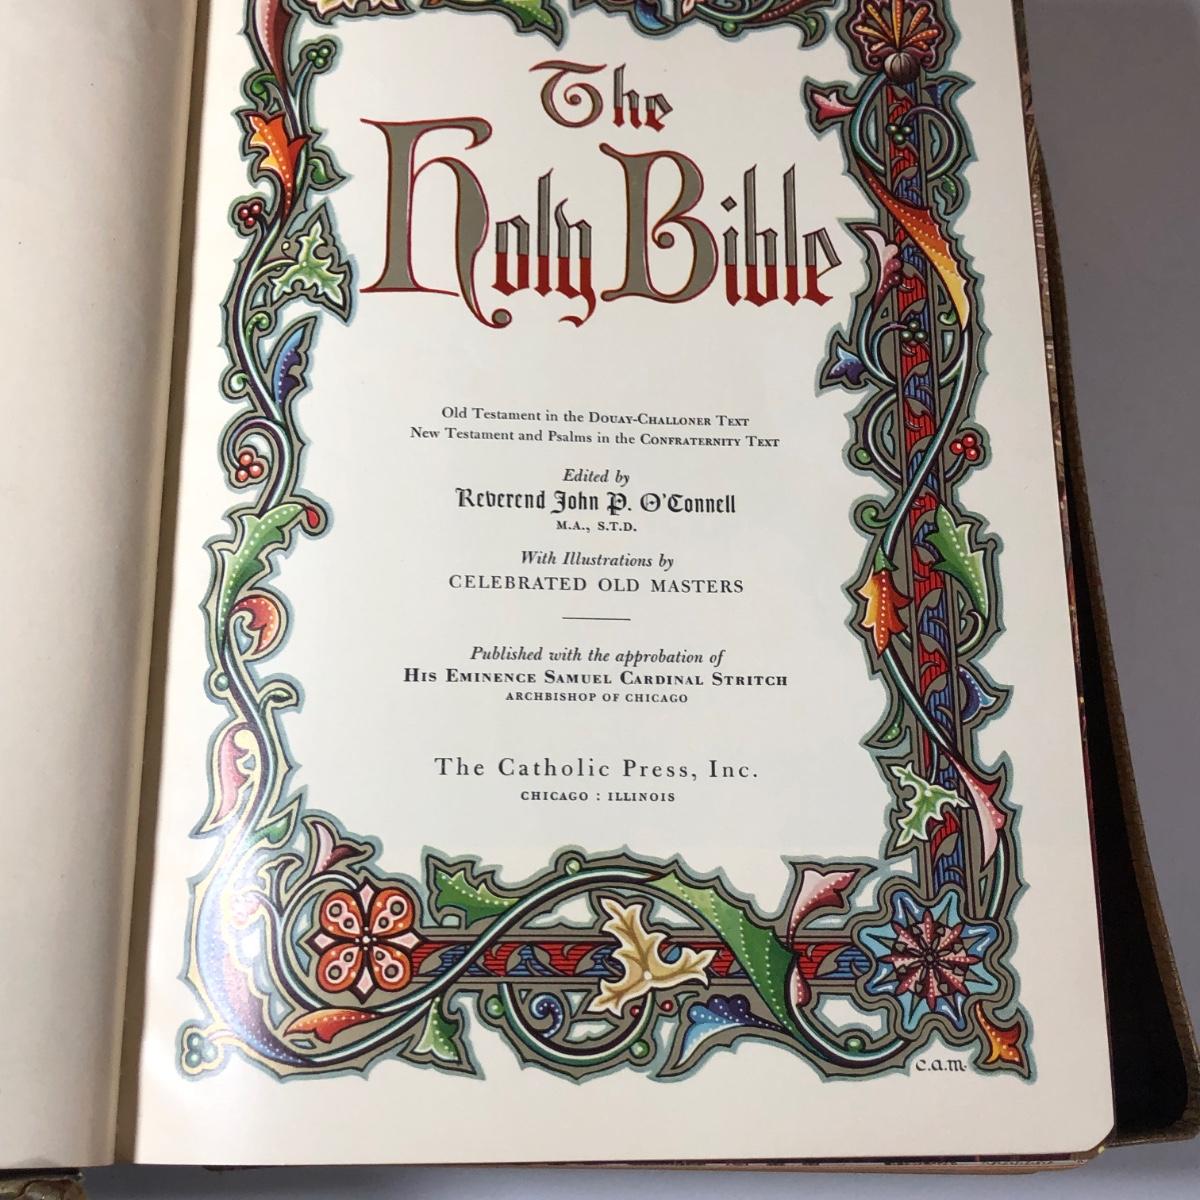 The
Holy Bible
Old Testament in the DOUAY-CHALLONER TEXT
New Testament and Psalms in the CONFRATERNITY TEXT
Edited by
Reverend John P. O'Connell
M.A., S.T.D.
With Illustrations by
CELEBRATED OLD MASTERS
Published with the approbation of
HIS EMINENCE SAMUEL CARDINAL STRITCH
ARCHBISHOP OF CHICAGO
The Catholic Press, Inc.
CHICAGO : ILLINOIS
c.a.m.